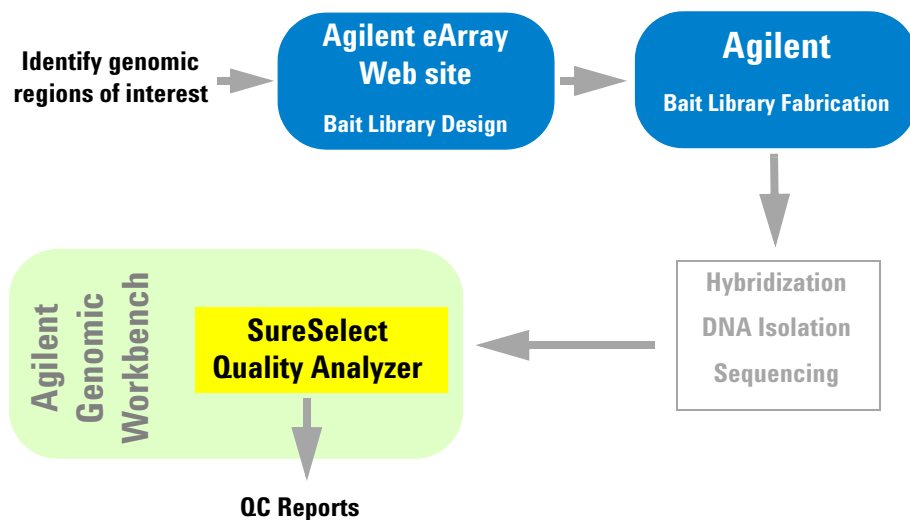 Identify genomic
regions of interest
Agilent eArray
Web site
Bait Library Design
Agilent
Bait Library Fabrication
Hybridization
DNA Isolation
Sequencing
Agilent
Genomic
Workbench
SureSelect
Quality Analyzer
QC Reports